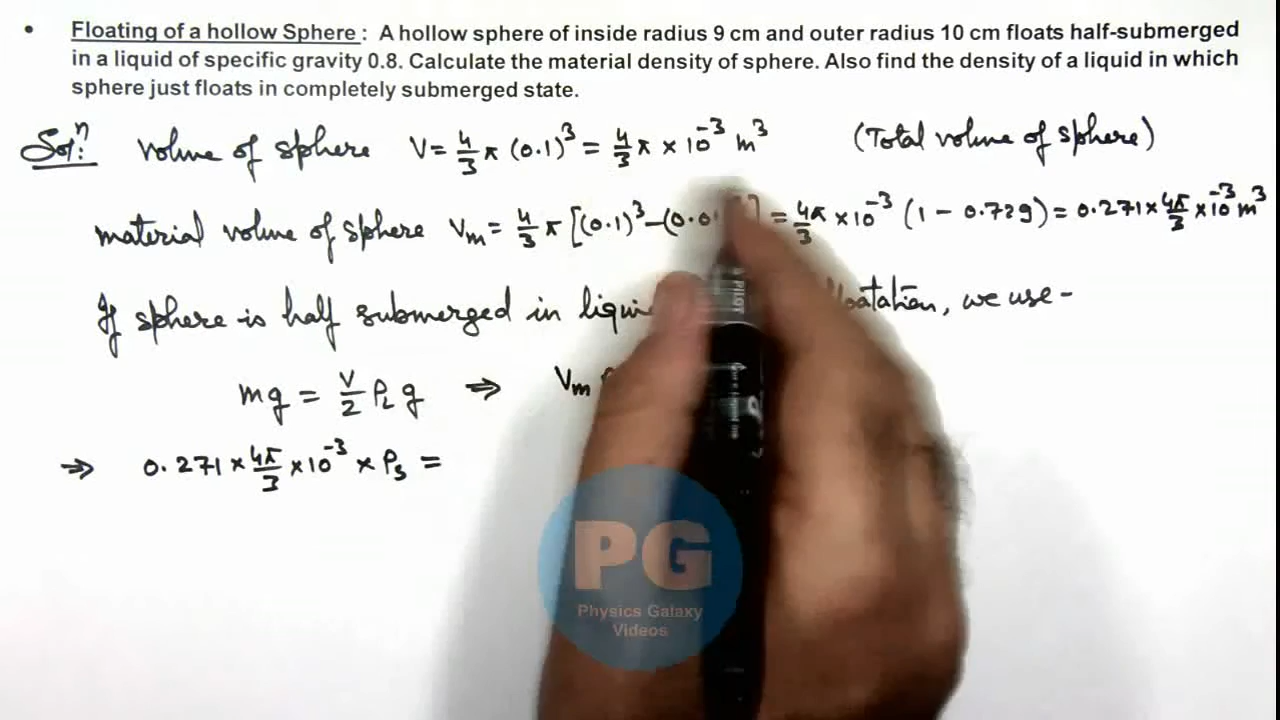 • Floating of a hollow Sphere : A hollow sphere of inside radius 9 cm and outer radius 10 cm floats half-submerged
in a liquid of specific gravity 0.8. Calculate the material density of sphere. Also find the density of a liquid in which
sphere just floats in completely submerged state.
Solⁿ: Volume of sphere V = 4/3 π (0.1)³ = 4/3 π × 10⁻³ m³ (Total volume of sphere)
material volume of sphere Vm = 4/3 π [(0.1)³ – (0.0 ] = 4π/3 × 10⁻³ (1 – 0.729) = 0.271 × 4π/3 × 10⁻³ m³
If sphere is half submerged in , we use –
mg = V/2 ρL g ⇒ Vm
⇒ 0.271 × 4π/3 × 10⁻³ × ρs =
PILOT
PG
Physics Galaxy
Videos